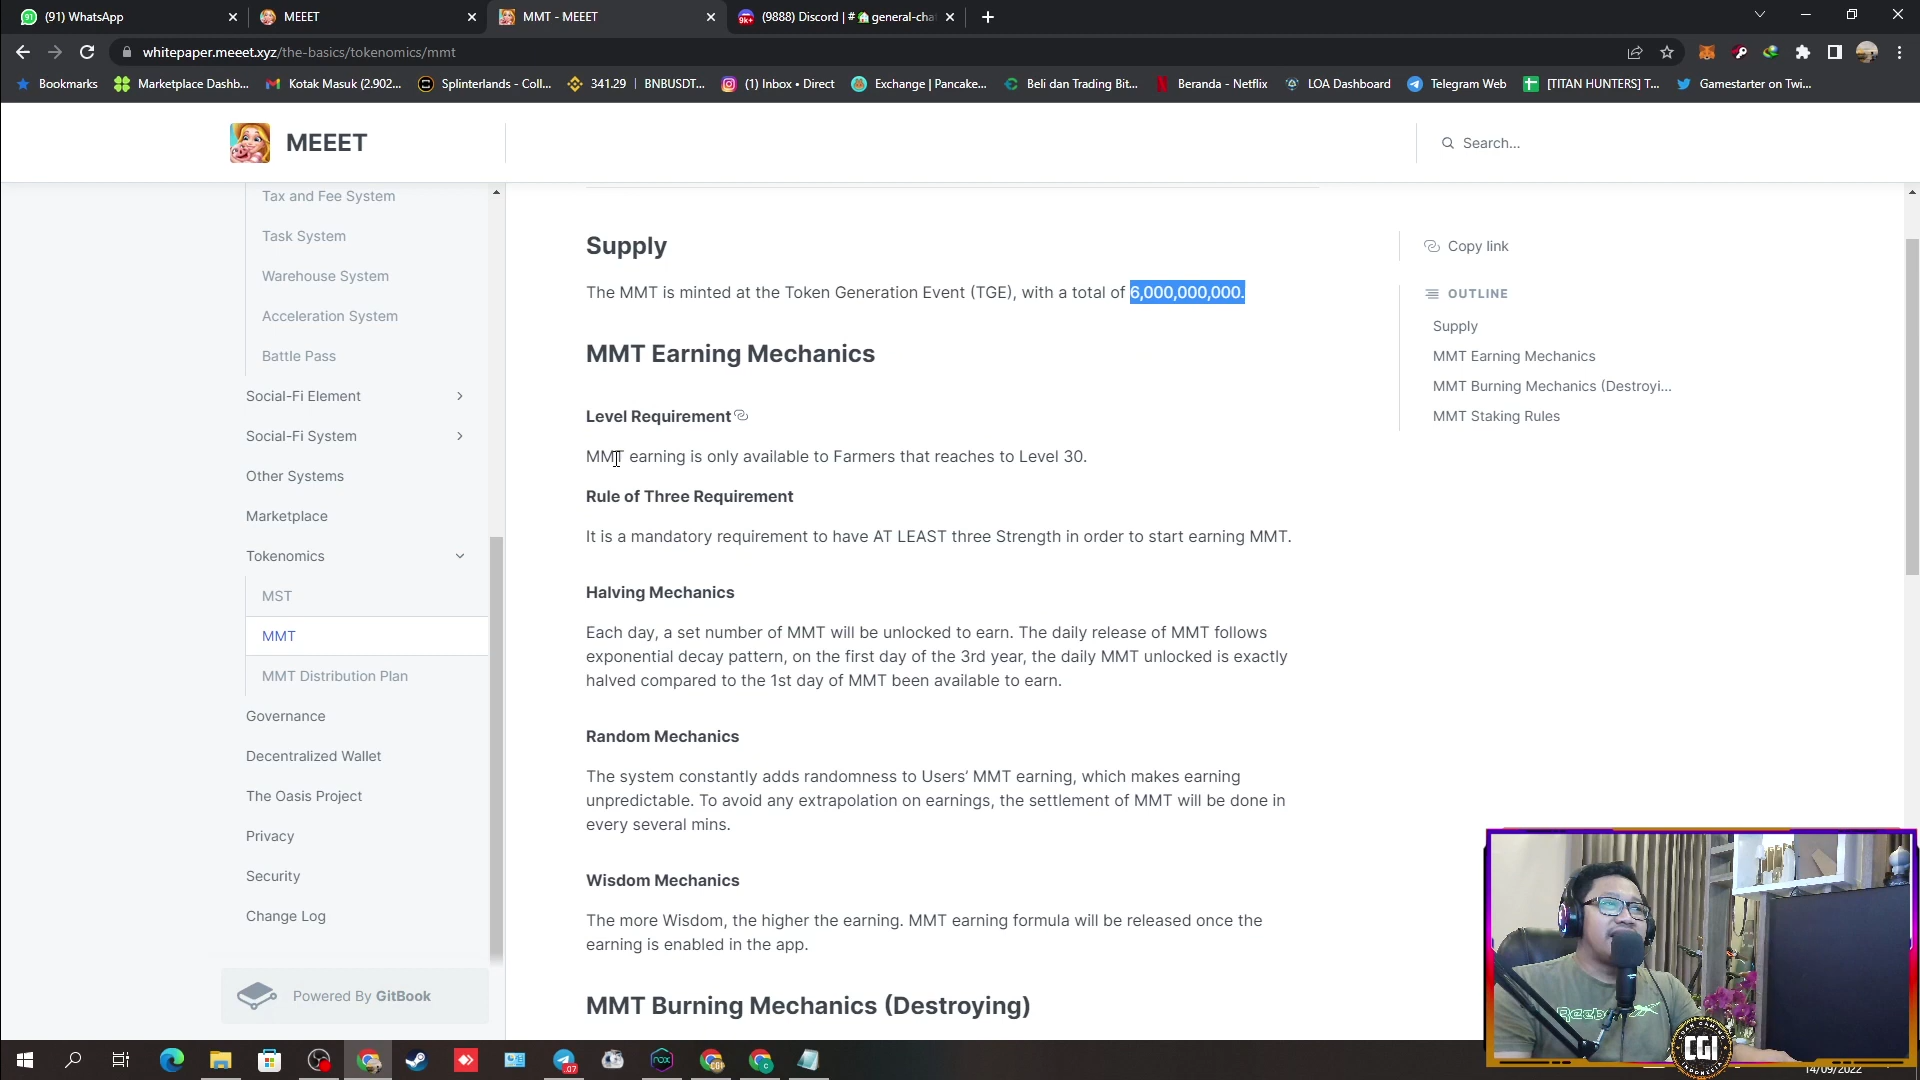 (91) WhatsApp
MEEET
MMT - MEEET
(9888) Discord | #🏠general-cha
whitepaper.meeet.xyz/the-basics/tokenomics/mmt
Bookmarks
Marketplace Dashb...
Kotak Masuk (2.902...
Splinterlands - Coll...
341.29 | BNBUSDT...
(1) Inbox • Direct
Exchange | Pancake...
Beli dan Trading Bit...
Beranda - Netflix
LOA Dashboard
Telegram Web
[TITAN HUNTERS] T...
Gamestarter on Twi...
MEEET
Search...
Tax and Fee System
Task System
Warehouse System
Acceleration System
Battle Pass
Social-Fi Element
Social-Fi System
Other Systems
Marketplace
Tokenomics
MST
MMT
MMT Distribution Plan
Governance
Decentralized Wallet
The Oasis Project
Privacy
Security
Change Log
Powered By GitBook
Supply
The MMT is minted at the Token Generation Event (TGE), with a total of 6,000,000,000.
MMT Earning Mechanics
Level Requirement
MMT earning is only available to Farmers that reaches to Level 30.
Rule of Three Requirement
It is a mandatory requirement to have AT LEAST three Strength in order to start earning MMT.
Halving Mechanics
Each day, a set number of MMT will be unlocked to earn. The daily release of MMT follows
exponential decay pattern, on the first day of the 3rd year, the daily MMT unlocked is exactly
halved compared to the 1st day of MMT been available to earn.
Random Mechanics
The system constantly adds randomness to Users’ MMT earning, which makes earning
unpredictable. To avoid any extrapolation on earnings, the settlement of MMT will be done in
every several mins.
Wisdom Mechanics
The more Wisdom, the higher the earning. MMT earning formula will be released once the
earning is enabled in the app.
MMT Burning Mechanics (Destroying)
Copy link
OUTLINE
Supply
MMT Earning Mechanics
MMT Burning Mechanics (Destroyi...
MMT Staking Rules
Reebok
CGI
14/09/2022